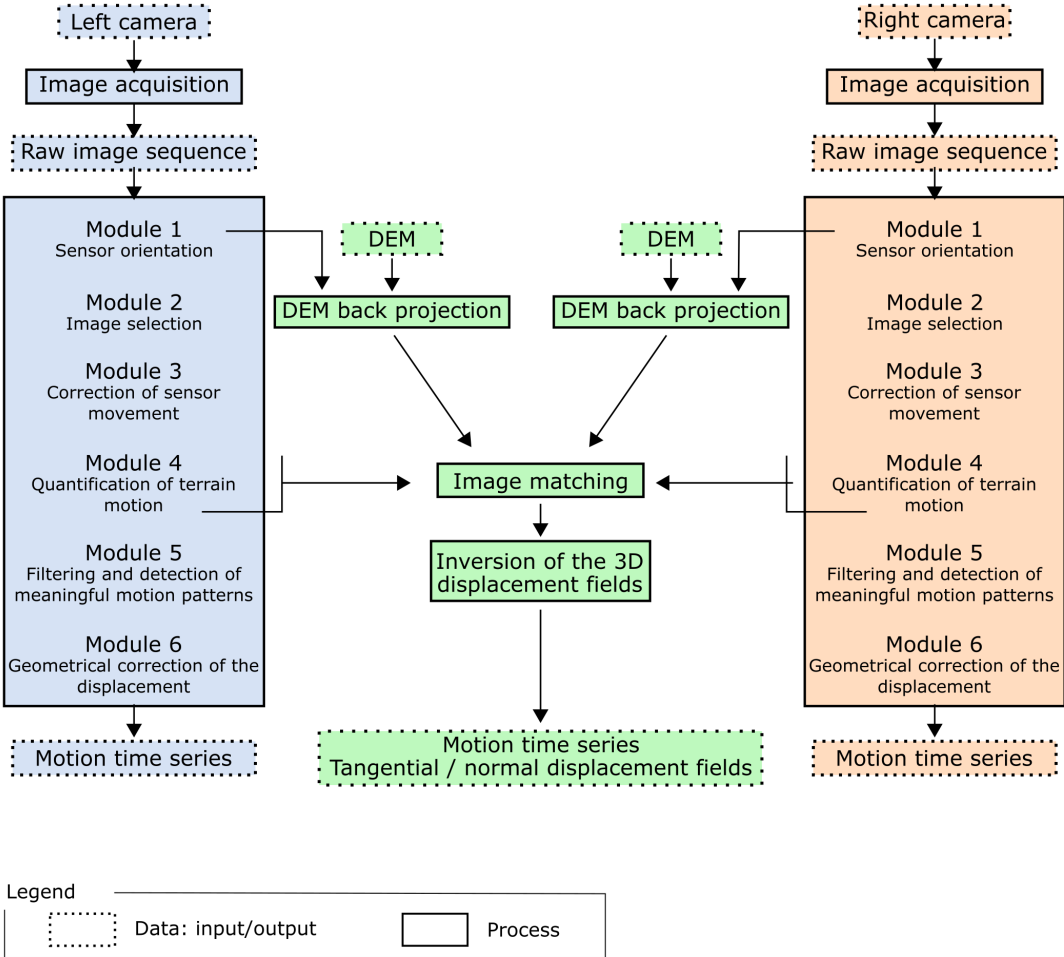 Left camera
Image acquisition
Raw image sequence
Module 1
Sensor orientation
Module 2
Image selection
Module 3
Correction of sensor
movement
Module 4
Quantification of terrain
motion
Module 5
Filtering and detection of
meaningful motion patterns
Module 6
Geometrical correction of the
displacement
Motion time series
DEM
DEM back projection
DEM
DEM back projection
Image matching
Inversion of the 3D
displacement fields
Motion time series
Tangential / normal displacement fields
Right camera
Image acquisition
Raw image sequence
Module 1
Sensor orientation
Module 2
Image selection
Module 3
Correction of sensor
movement
Module 4
Quantification of terrain
motion
Module 5
Filtering and detection of
meaningful motion patterns
Module 6
Geometrical correction of the
displacement
Motion time series
Legend
Data: input/output
Process